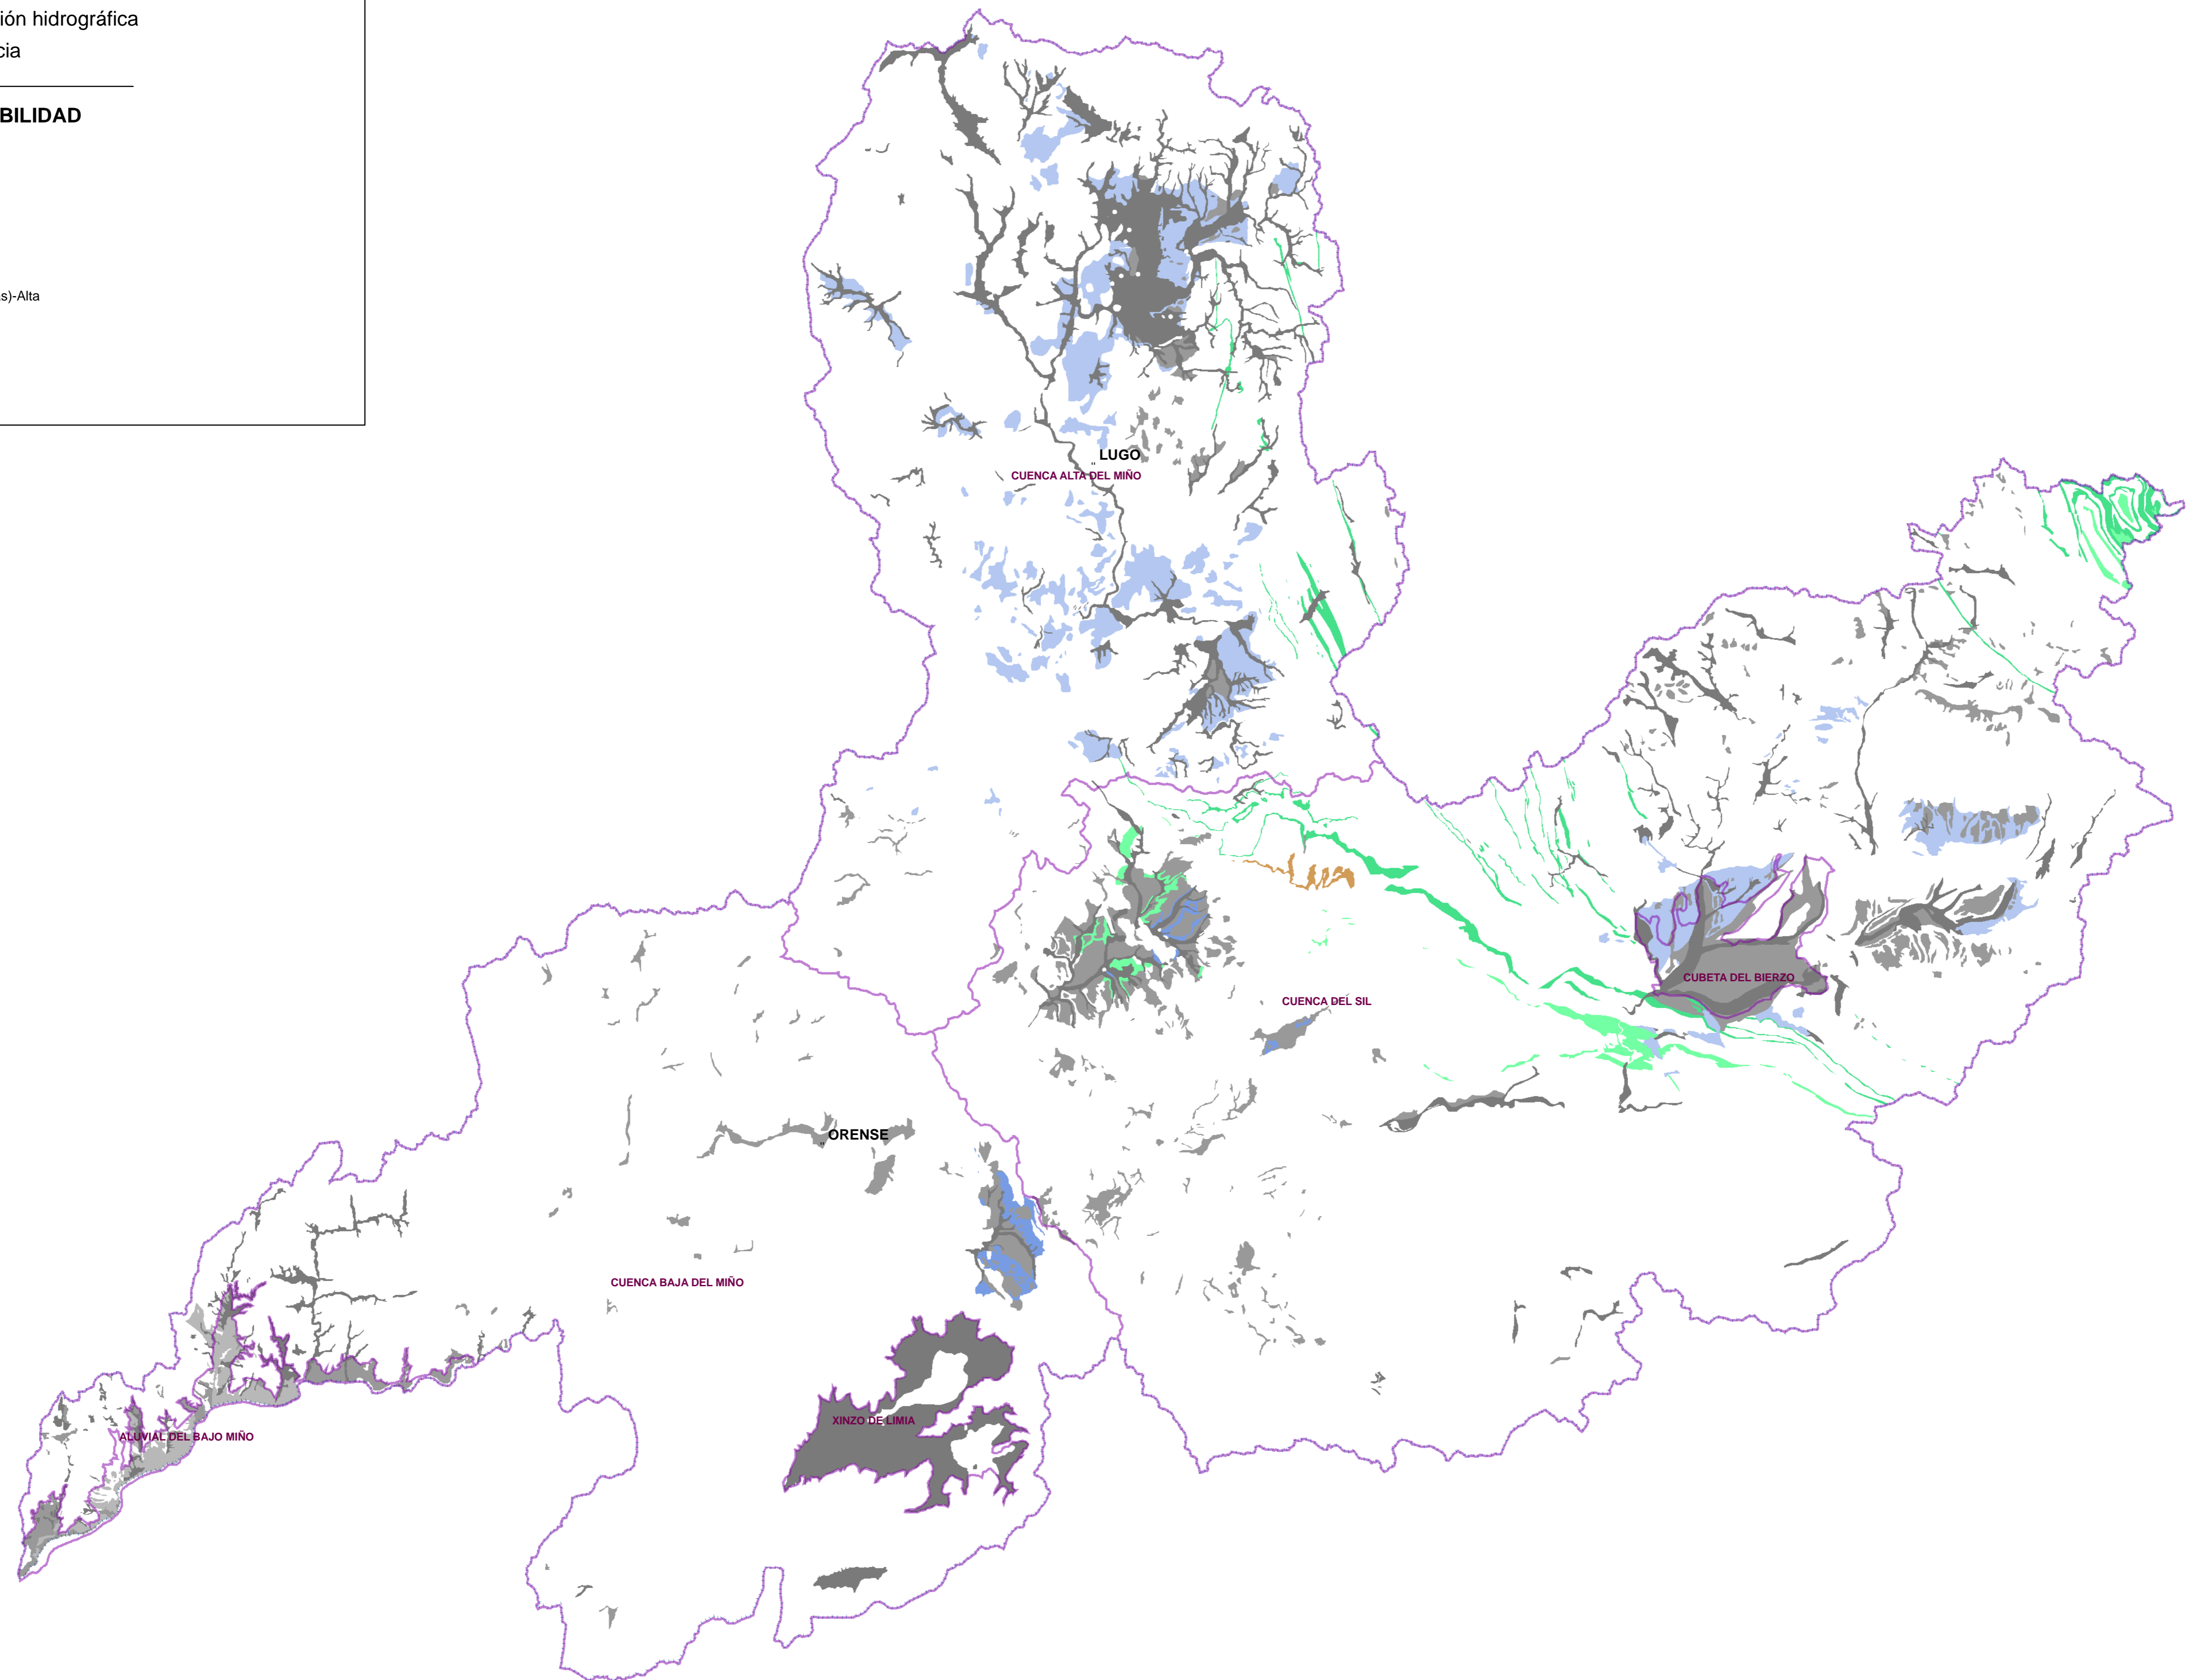 ión hidrográfica
cia
BILIDAD
s)-Alta
LUGO
CUENCA ALTA DEL MIÑO
CUBETA DEL BIERZO
CUENCA DEL SIL
ORENSE
CUENCA BAJA DEL MIÑO
XINZO DE LIMIA
ALUVIAL DEL BAJO MIÑO